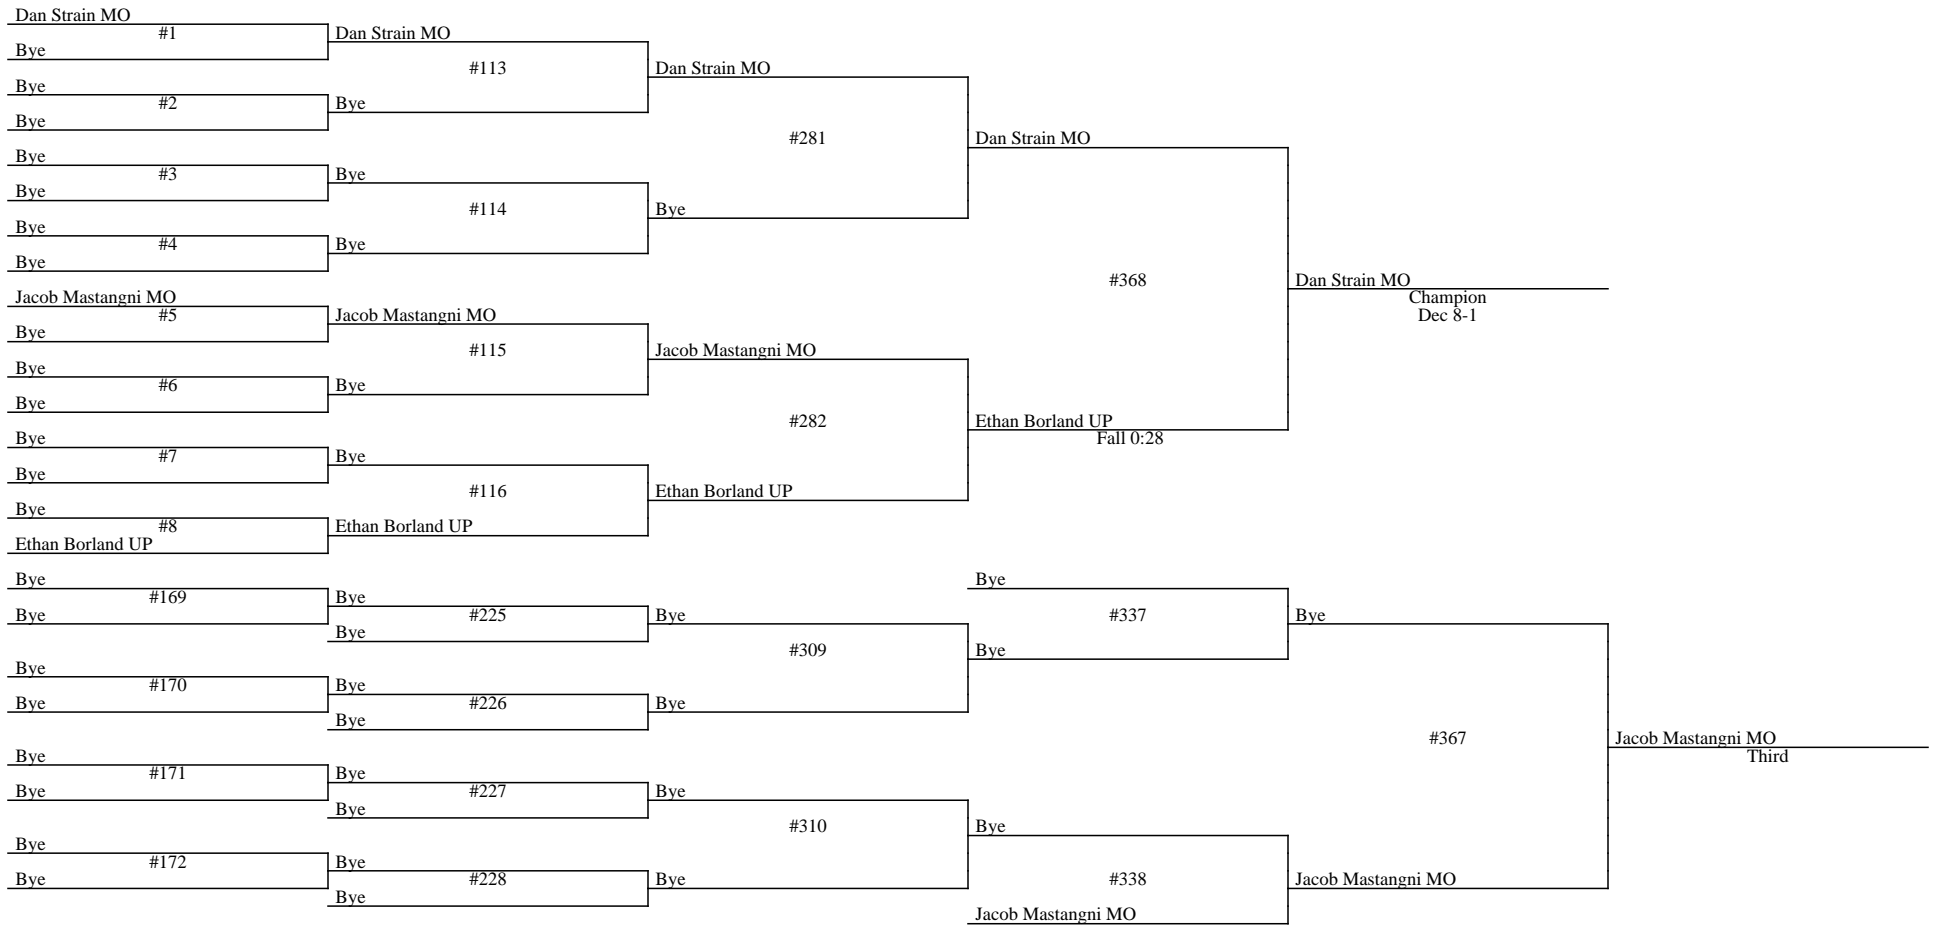 Dan Strain MO
#1
Dan Strain MO
Bye
#113
Dan Strain MO
Bye
#2
Bye
Bye
#281
Dan Strain MO
Bye
#3
Bye
Bye
#114
Bye
Bye
#4
Bye
Bye
#368
Dan Strain MO
Champion
Dec 8-1
Jacob Mastangni MO
#5
Jacob Mastangni MO
Bye
#115
Jacob Mastangni MO
Bye
#6
Bye
Bye
#282
Ethan Borland UP
Fall 0:28
Bye
#7
Bye
Bye
#116
Ethan Borland UP
Bye
#8
Ethan Borland UP
Ethan Borland UP
Bye
#169
Bye
Bye
#225
Bye
Bye
#309
Bye
#337
Bye
Bye
Bye
#170
Bye
Bye
#226
Bye
Bye
#367
Jacob Mastangni MO
Third
Bye
#171
Bye
Bye
#227
Bye
Bye
#310
Bye
Bye
#172
Bye
Bye
#228
Bye
Bye
#338
Jacob Mastangni MO
Jacob Mastangni MO